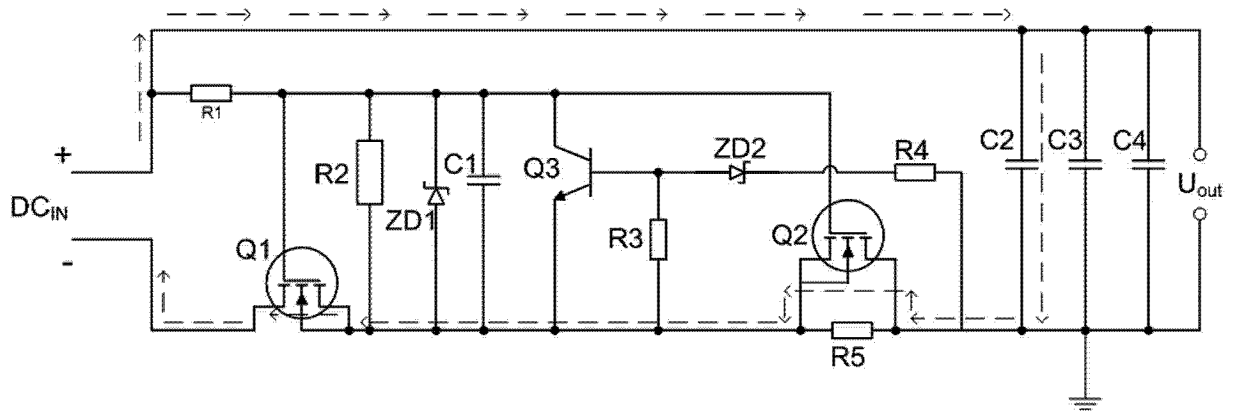 +
DC_IN
-
R1
Q1
R2
ZD1
C1
Q3
R3
ZD2
Q2
R4
R5
C2
C3
C4
U_out